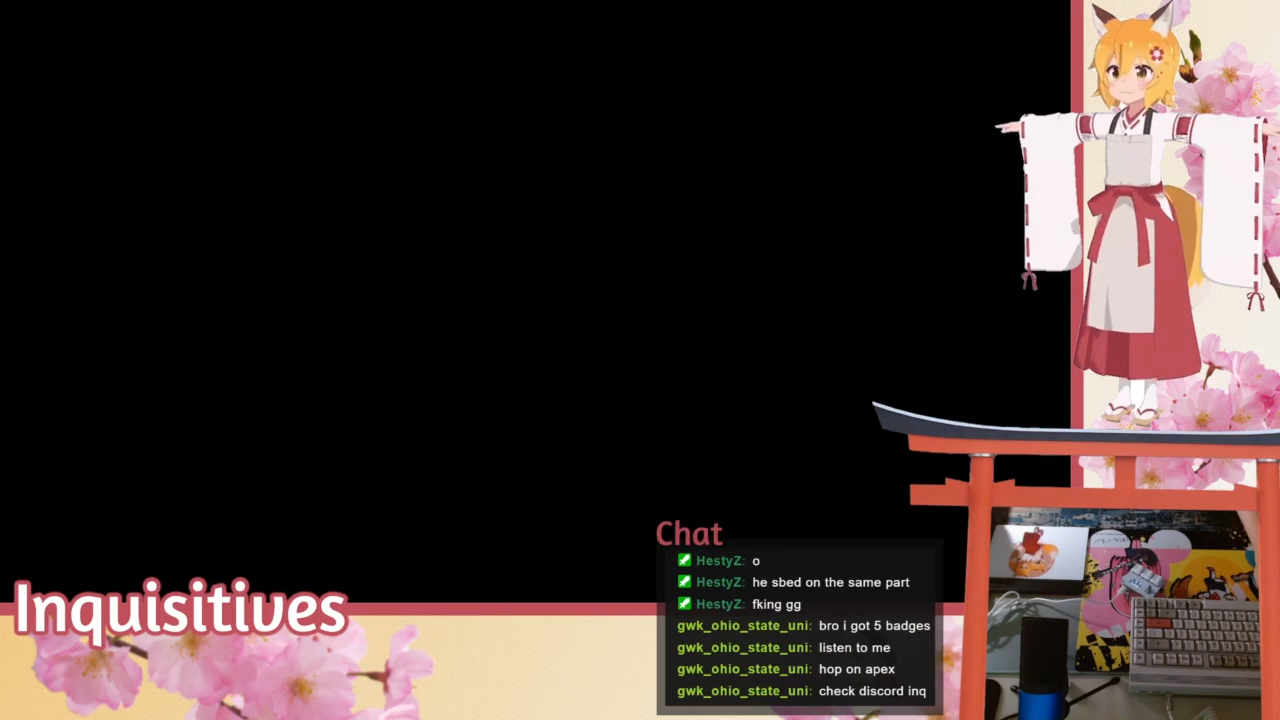 Chat
HestyZ: o
HestyZ: he sbed on the same part
HestyZ: fking gg
gwk_ohio_state_uni: bro i got 5 badges
gwk_ohio_state_uni: listen to me
gwk_ohio_state_uni: hop on apex
gwk_ohio_state_uni: check discord inq
Inquisitives